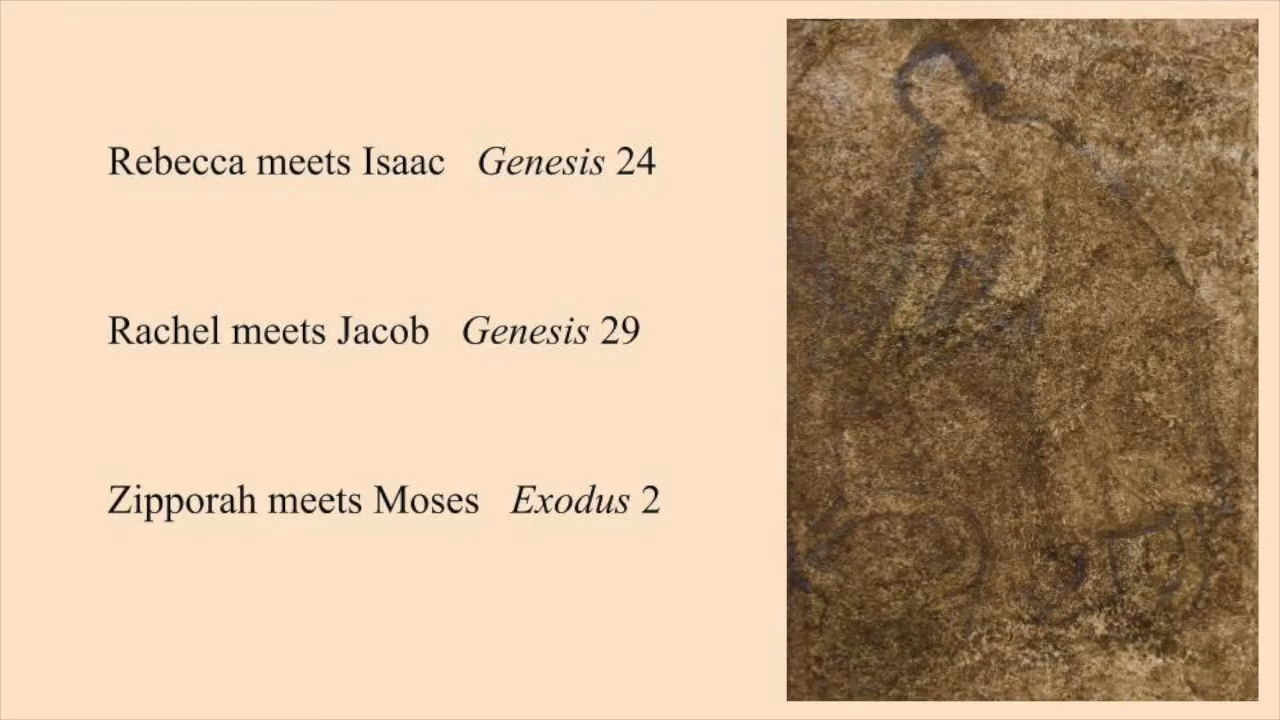 Rebecca meets Isaac Genesis 24
Rachel meets Jacob Genesis 29
Zipporah meets Moses Exodus 2